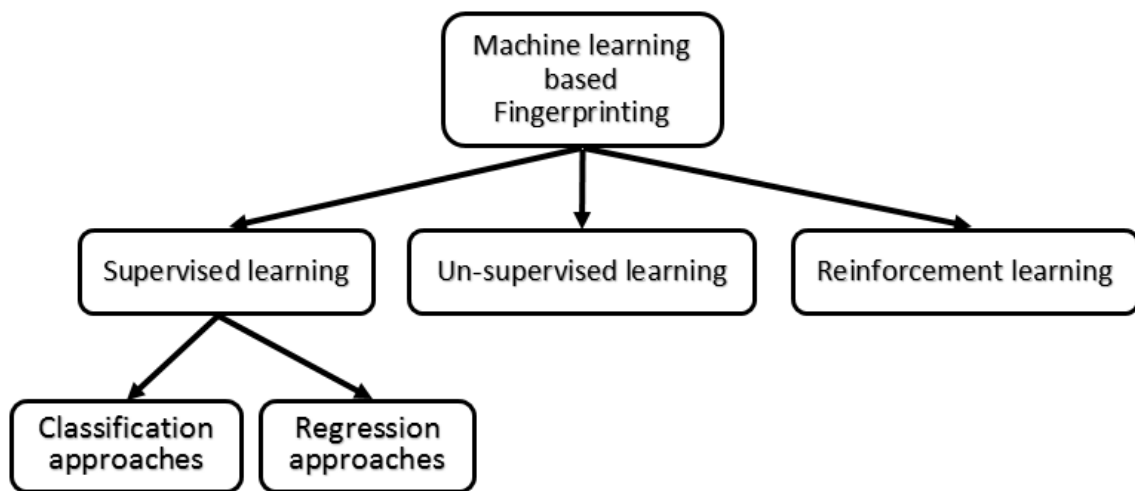 Machine learning
based
Fingerprinting
Supervised learning
Un-supervised learning
Reinforcement learning
Classification
approaches
Regression
approaches